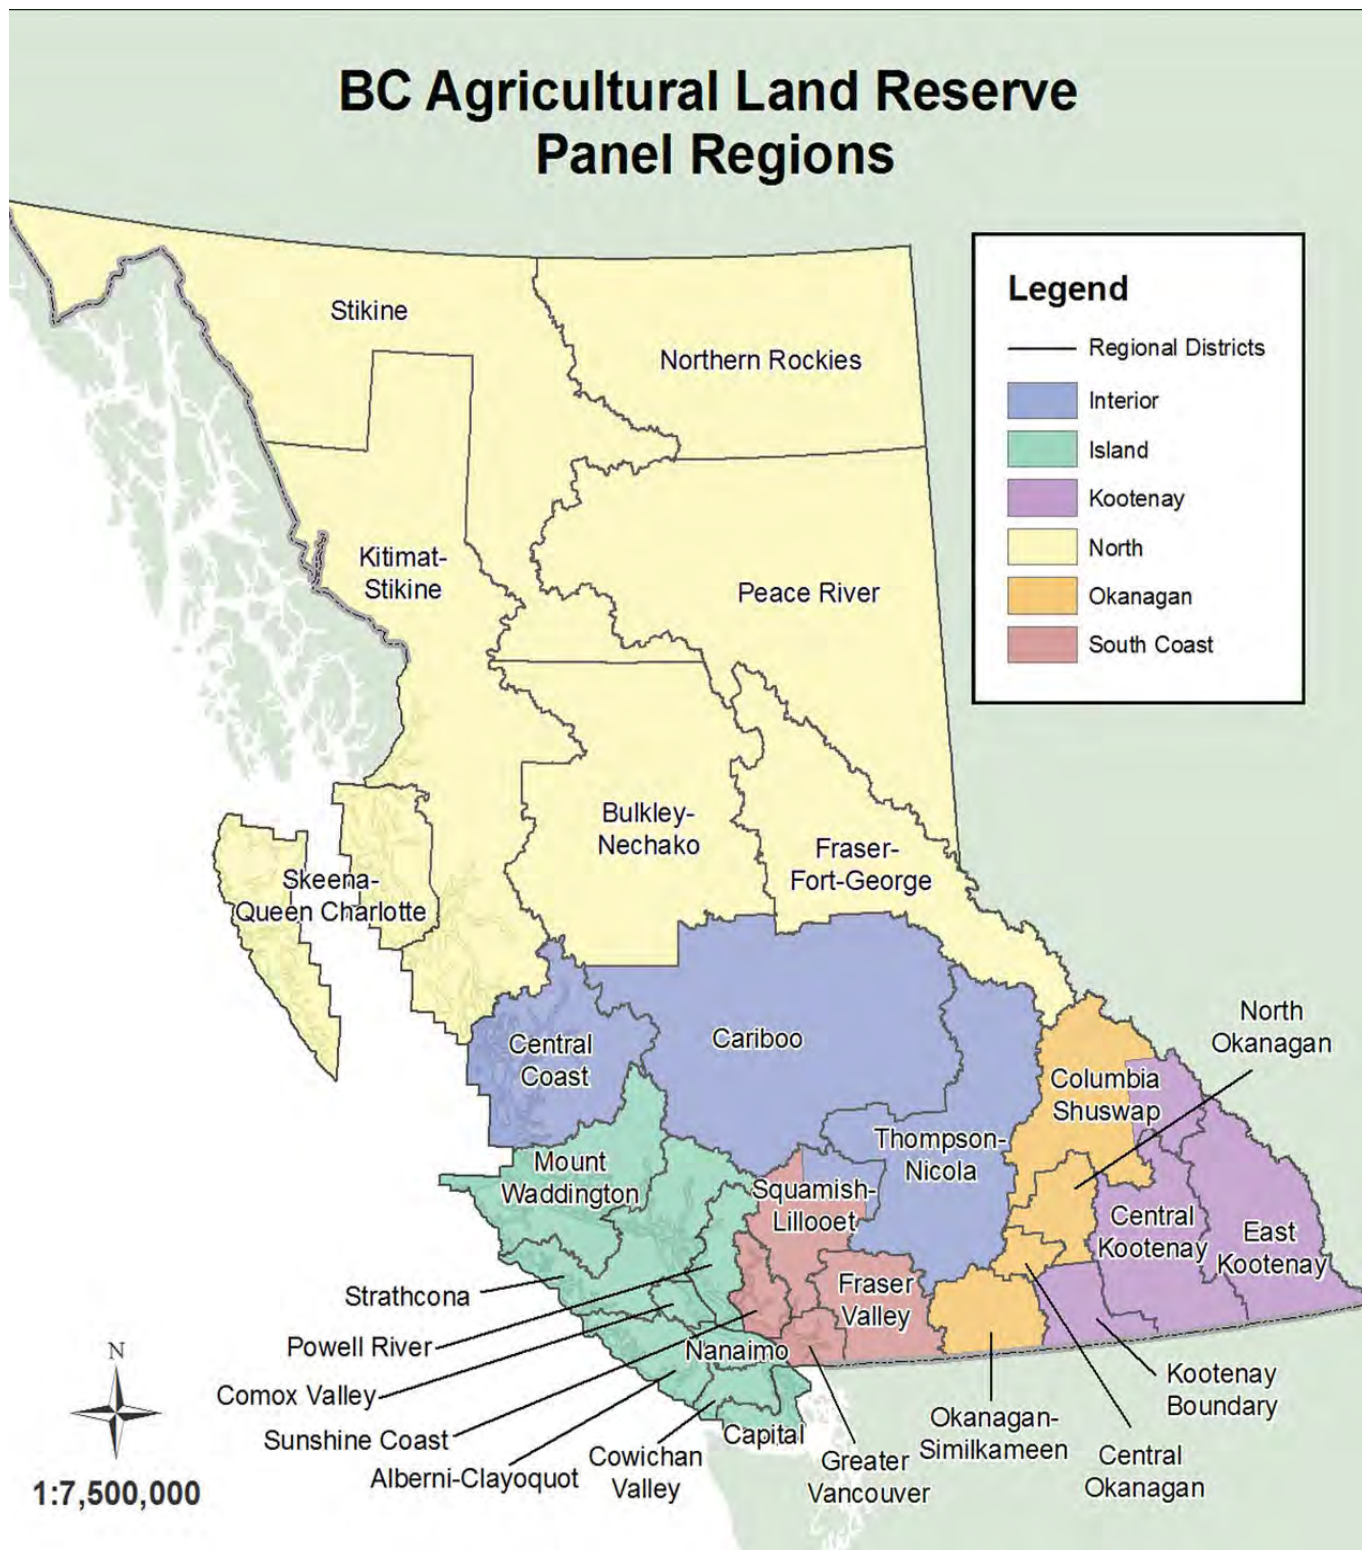 BC Agricultural Land Reserve
Panel Regions
Legend
Regional Districts
Interior
Island
Kootenay
North
Okanagan
South Coast
Stikine
Northern Rockies
Kitimat-
Stikine
Peace River
Bulkley-
Nechako
Fraser-
Fort-George
Skeena-
Queen Charlotte
Central
Coast
Cariboo
North
Okanagan
Columbia
Shuswap
Thompson-
Nicola
Mount
Waddington
Squamish-
Lillooet
Central
Kootenay
East
Kootenay
Strathcona
Fraser
Valley
Powell River
Nanaimo
Comox Valley
Kootenay
Boundary
Sunshine Coast
Capital
Okanagan-
Similkameen
Alberni-Clayoquot
Cowichan
Valley
Greater
Vancouver
Central
Okanagan
N
1:7,500,000